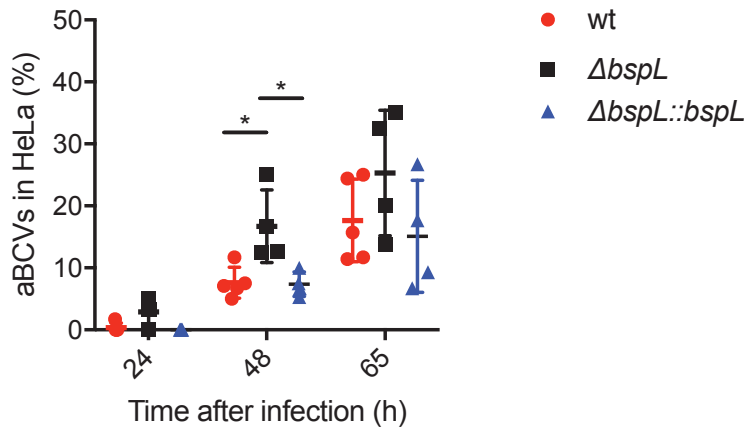 50
40
30
20
10
0
aBCVs in HeLa (%)
*
*
24
48
65
Time after infection (h)
wt
ΔbspL
ΔbspL::bspL